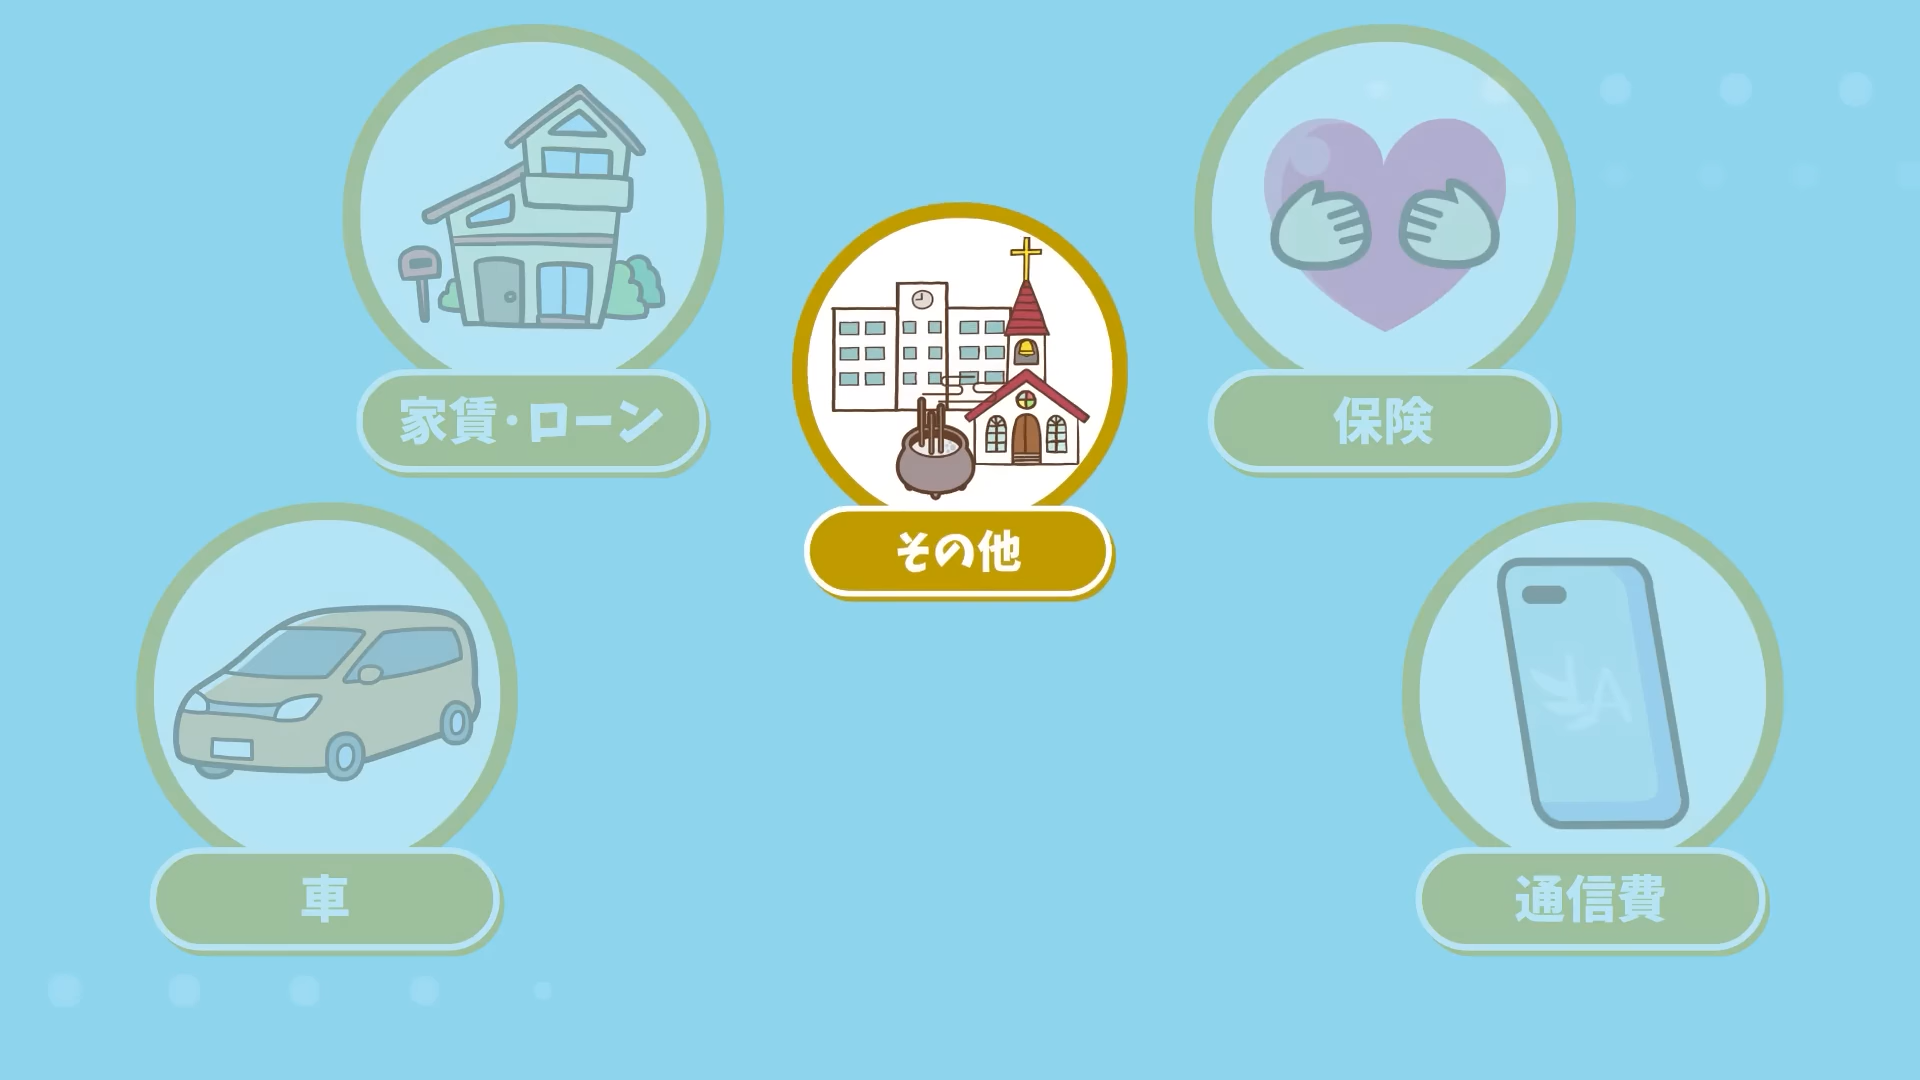 家賃・ローン
保険
その他
車
通信費